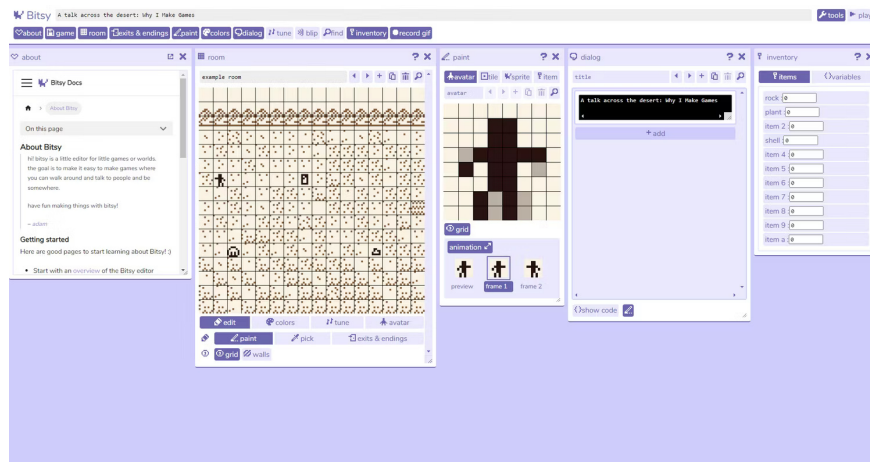 Bitsy A talk across the desert: Why I Make Games tools play
about game room exits & endings paint colors dialog tune blip find inventory record gif
about
Bitsy Docs
About Bitsy
On this page
About Bitsy
hi! bitsy is a little editor for little games or worlds.
the goal is to make it easy to make games where
you can walk around and talk to people and be
somewhere.
have fun making things with bitsy!
~ adam
Getting started
Here are good pages to start learning about Bitsy! :)
Start with an overview of the Bitsy editor
room
example room
edit colors tune avatar
paint pick exits & endings
grid walls
paint
avatar tile sprite item
avatar
grid
animation
preview frame 1 frame 2
dialog
title
A talk across the desert: Why I Make Games
+ add
show code
inventory
items variables
rock : 0
plant : 0
item 2 : 0
shell : 0
item 4 : 0
item 5 : 0
item 6 : 0
item 7 : 0
item 8 : 0
item 9 : 0
item a : 0